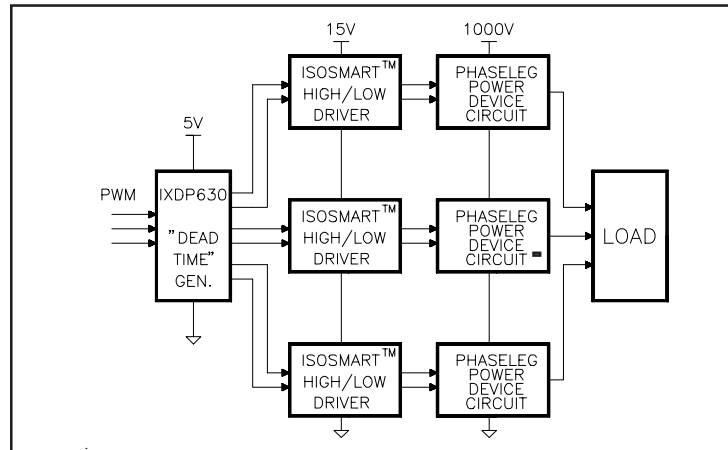 15V
1000V
ISOSMART™
HIGH/LOW
DRIVER
PHASELEG
POWER
DEVICE
CIRCUIT
5V
PWM
IXDP630
"DEAD
TIME"
GEN.
ISOSMART™
HIGH/LOW
DRIVER
PHASELEG
POWER
DEVICE
CIRCUIT
LOAD
ISOSMART™
HIGH/LOW
DRIVER
PHASELEG
POWER
DEVICE
CIRCUIT